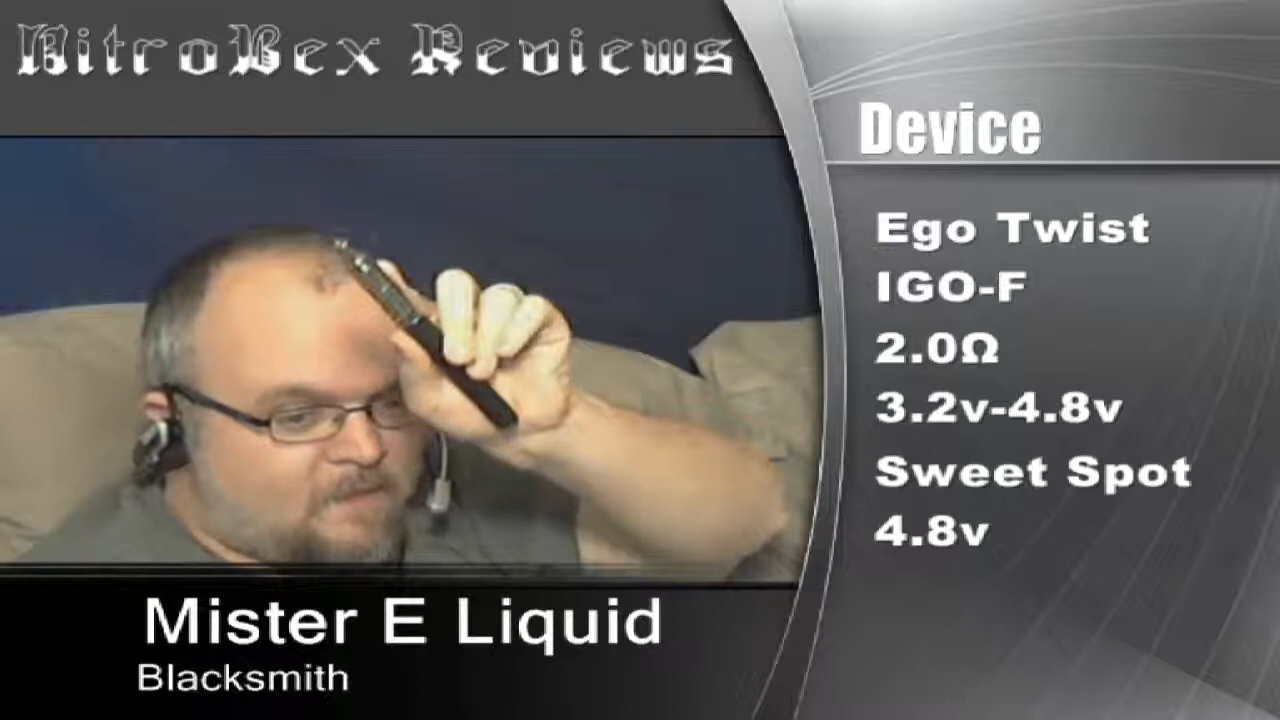 NitroBex Reviews
Device
Ego Twist
IGO-F
2.0Ω
3.2v-4.8v
Sweet Spot
4.8v
Mister E Liquid
Blacksmith